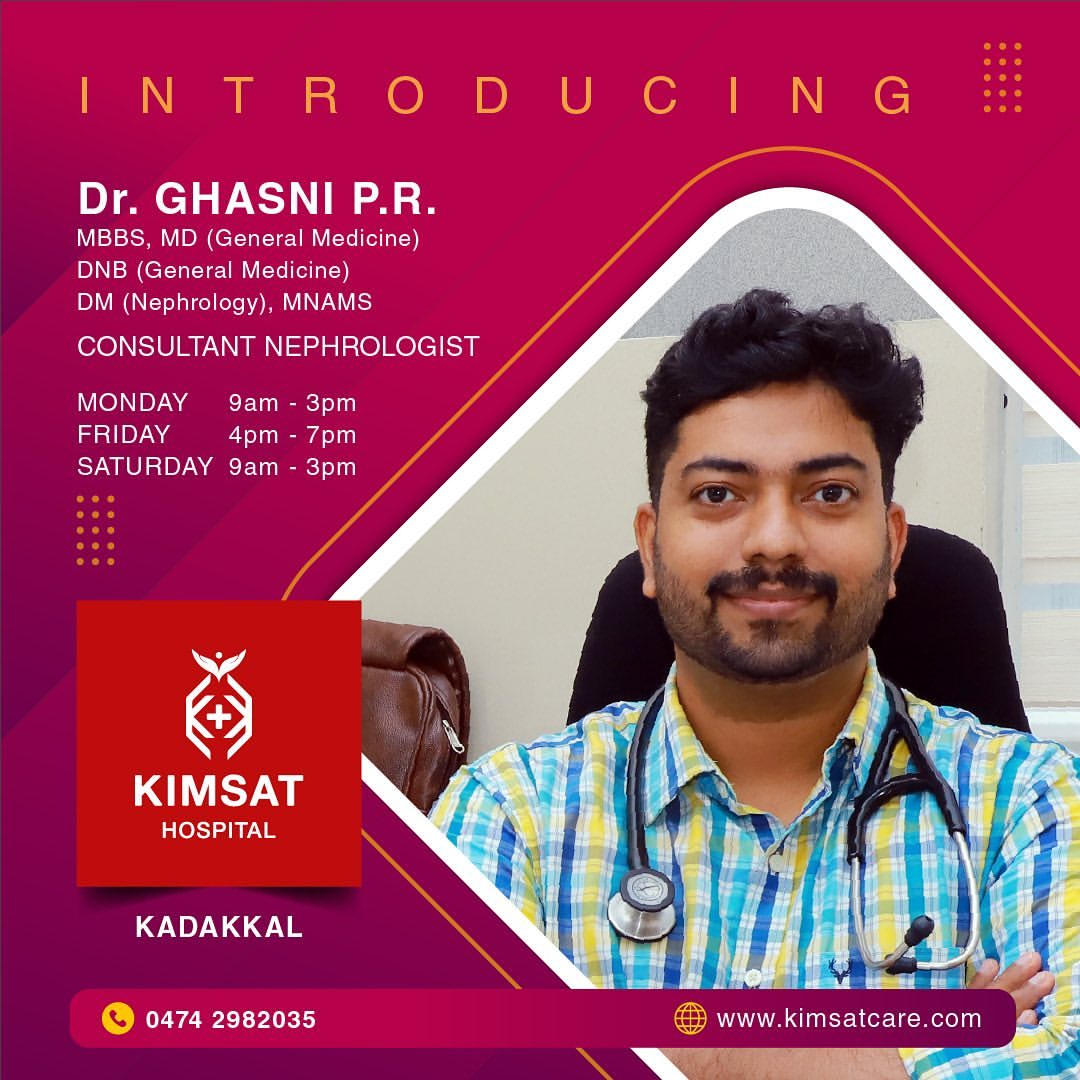 INTRODUCING
Dr. GHASNI P.R.
MBBS, MD (General Medicine)
DNB (General Medicine)
DM (Nephrology), MNAMS
CONSULTANT NEPHROLOGIST
MONDAY 9am - 3pm
FRIDAY 4pm - 7pm
SATURDAY 9am - 3pm
KIMSAT
HOSPITAL
KADAKKAL
0474 2982035
www.kimsatcare.com